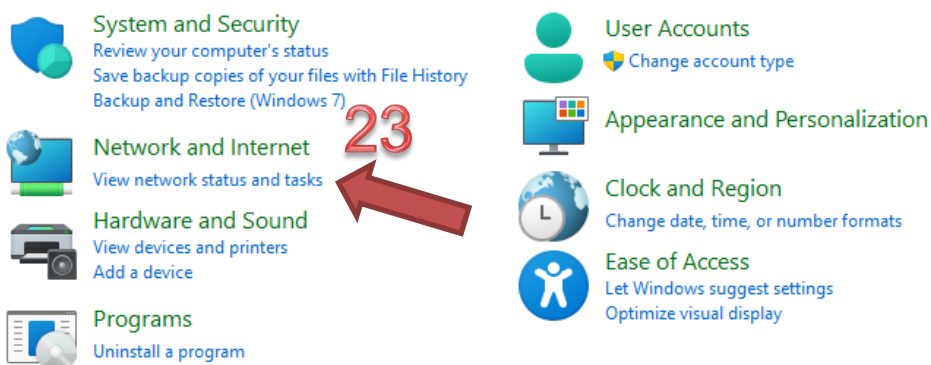 System and Security
Review your computer's status
Save backup copies of your files with File History
Backup and Restore (Windows 7)
23
Network and Internet
View network status and tasks
Hardware and Sound
View devices and printers
Add a device
Programs
Uninstall a program
User Accounts
Change account type
Appearance and Personalization
Clock and Region
Change date, time, or number formats
Ease of Access
Let Windows suggest settings
Optimize visual display